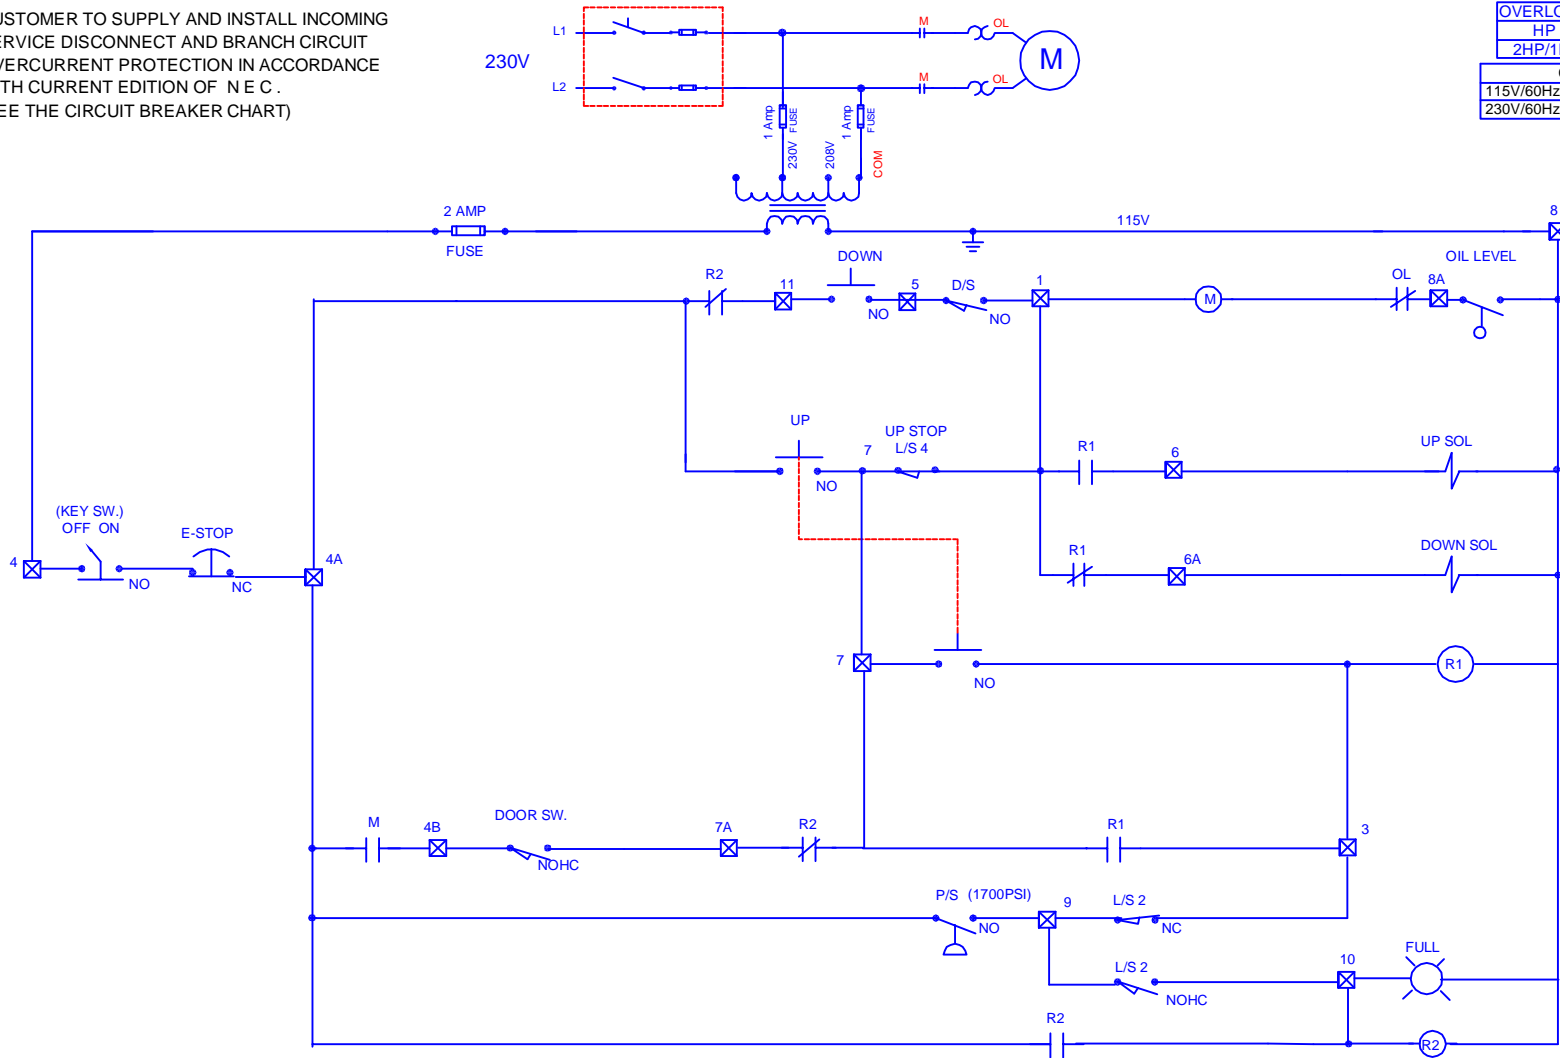 USTOMER TO SUPPLY AND INSTALL INCOMING
ERVICE DISCONNECT AND BRANCH CIRCUIT
VERCURRENT PROTECTION IN ACCORDANCE
TH CURRENT EDITION OF N E C .
EE THE CIRCUIT BREAKER CHART)
230V
L1
L2
M
OL
M
OL
M
OVERLO
HP
2HP/1
115V/60Hz
230V/60Hz
1 Amp
FUSE
1 Amp
FUSE
230V
208V
COM
2 AMP
FUSE
115V
8
R2
11
DOWN
NO
5
D/S
NO
1
M
OL
8A
OIL LEVEL
UP
NO
7
UP STOP
L/S 4
R1
6
UP SOL
(KEY SW.)
OFF ON
4
NO
E-STOP
NC
4A
R1
6A
DOWN SOL
7
NO
R1
M
4B
DOOR SW.
NOHC
7A
R2
R1
3
P/S (1700PSI)
NO
9
L/S 2
NC
L/S 2
NOHC
10
FULL
R2
R2